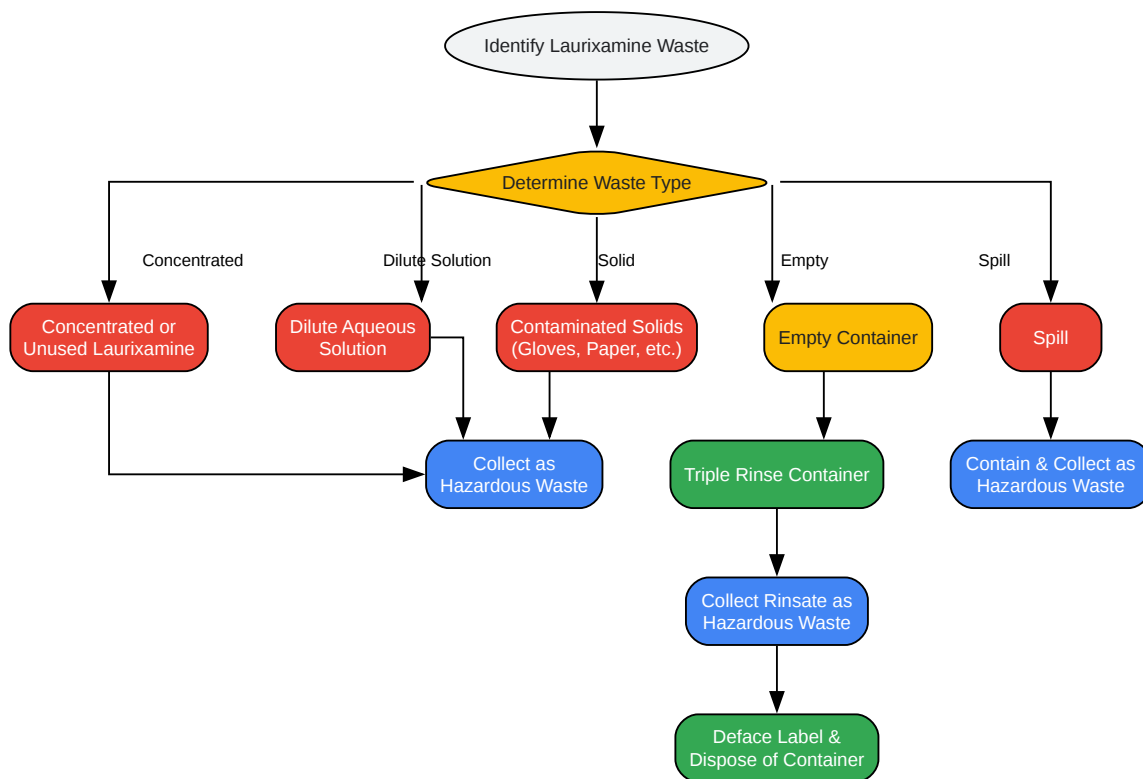 Identify Laurixamine Waste
Determine Waste Type
Concentrated
Dilute Solution
Solid
Empty
Spill
Concentrated or
Unused Laurixamine
Dilute Aqueous
Solution
Contaminated Solids
(Gloves, Paper, etc.)
Empty Container
Spill
Collect as
Hazardous Waste
Triple Rinse Container
Contain & Collect as
Hazardous Waste
Collect Rinsate as
Hazardous Waste
Deface Label &
Dispose of Container